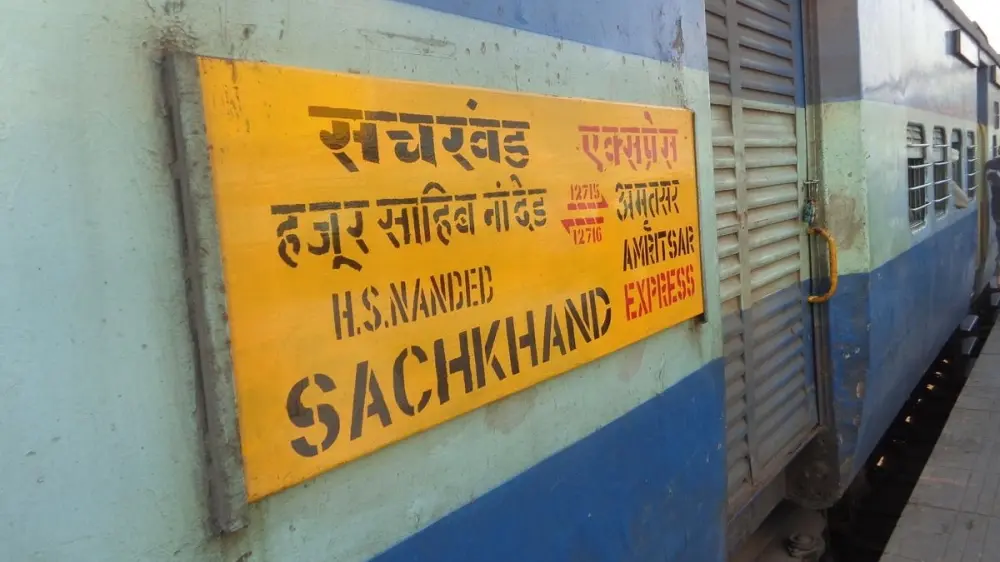 सचखंड एक्सप्रेस
हजूर साहिब नांदेड 12715 अमृतसर
12716
H.S.NANDED AMRITSAR
SACHKHAND EXPRESS